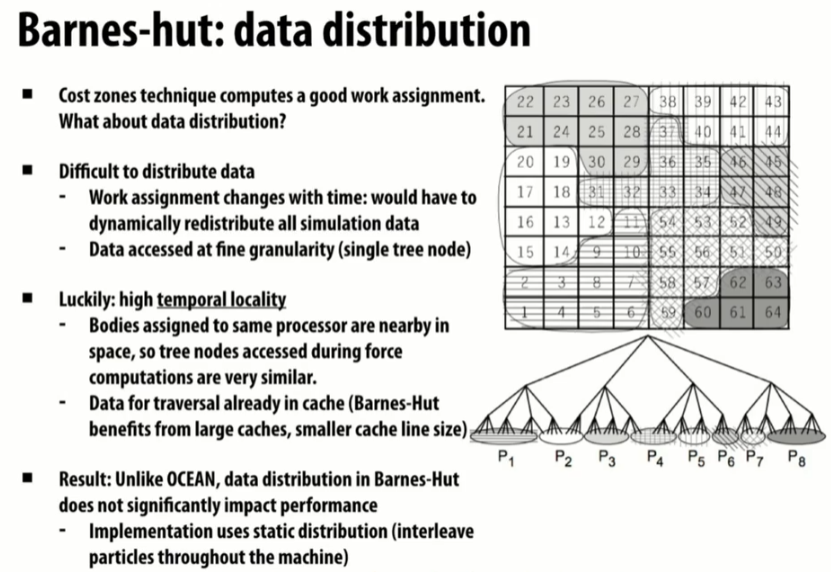 Barnes-hut: data distribution
▪ Cost zones technique computes a good work assignment.
What about data distribution?
▪ Difficult to distribute data
- Work assignment changes with time: would have to
dynamically redistribute all simulation data
- Data accessed at fine granularity (single tree node)
▪ Luckily: high temporal locality
- Bodies assigned to same processor are nearby in
space, so tree nodes accessed during force
computations are very similar.
- Data for traversal already in cache (Barnes-Hut
benefits from large caches, smaller cache line size)
▪ Result: Unlike OCEAN, data distribution in Barnes-Hut
does not significantly impact performance
- Implementation uses static distribution (interleave
particles throughout the machine)
22 23 26 27 38 39 42 43
21 24 25 28 37 40 41 44
20 19 30 29 36 35 46 45
17 18 31 32 33 34 47 48
16 13 12 11 54 53 52 49
15 14 9 10 55 56 51 50
2 3 8 7 58 57 62 63
1 4 5 6 59 60 61 64
P1 P2 P3 P4 P5 P6 P7 P8